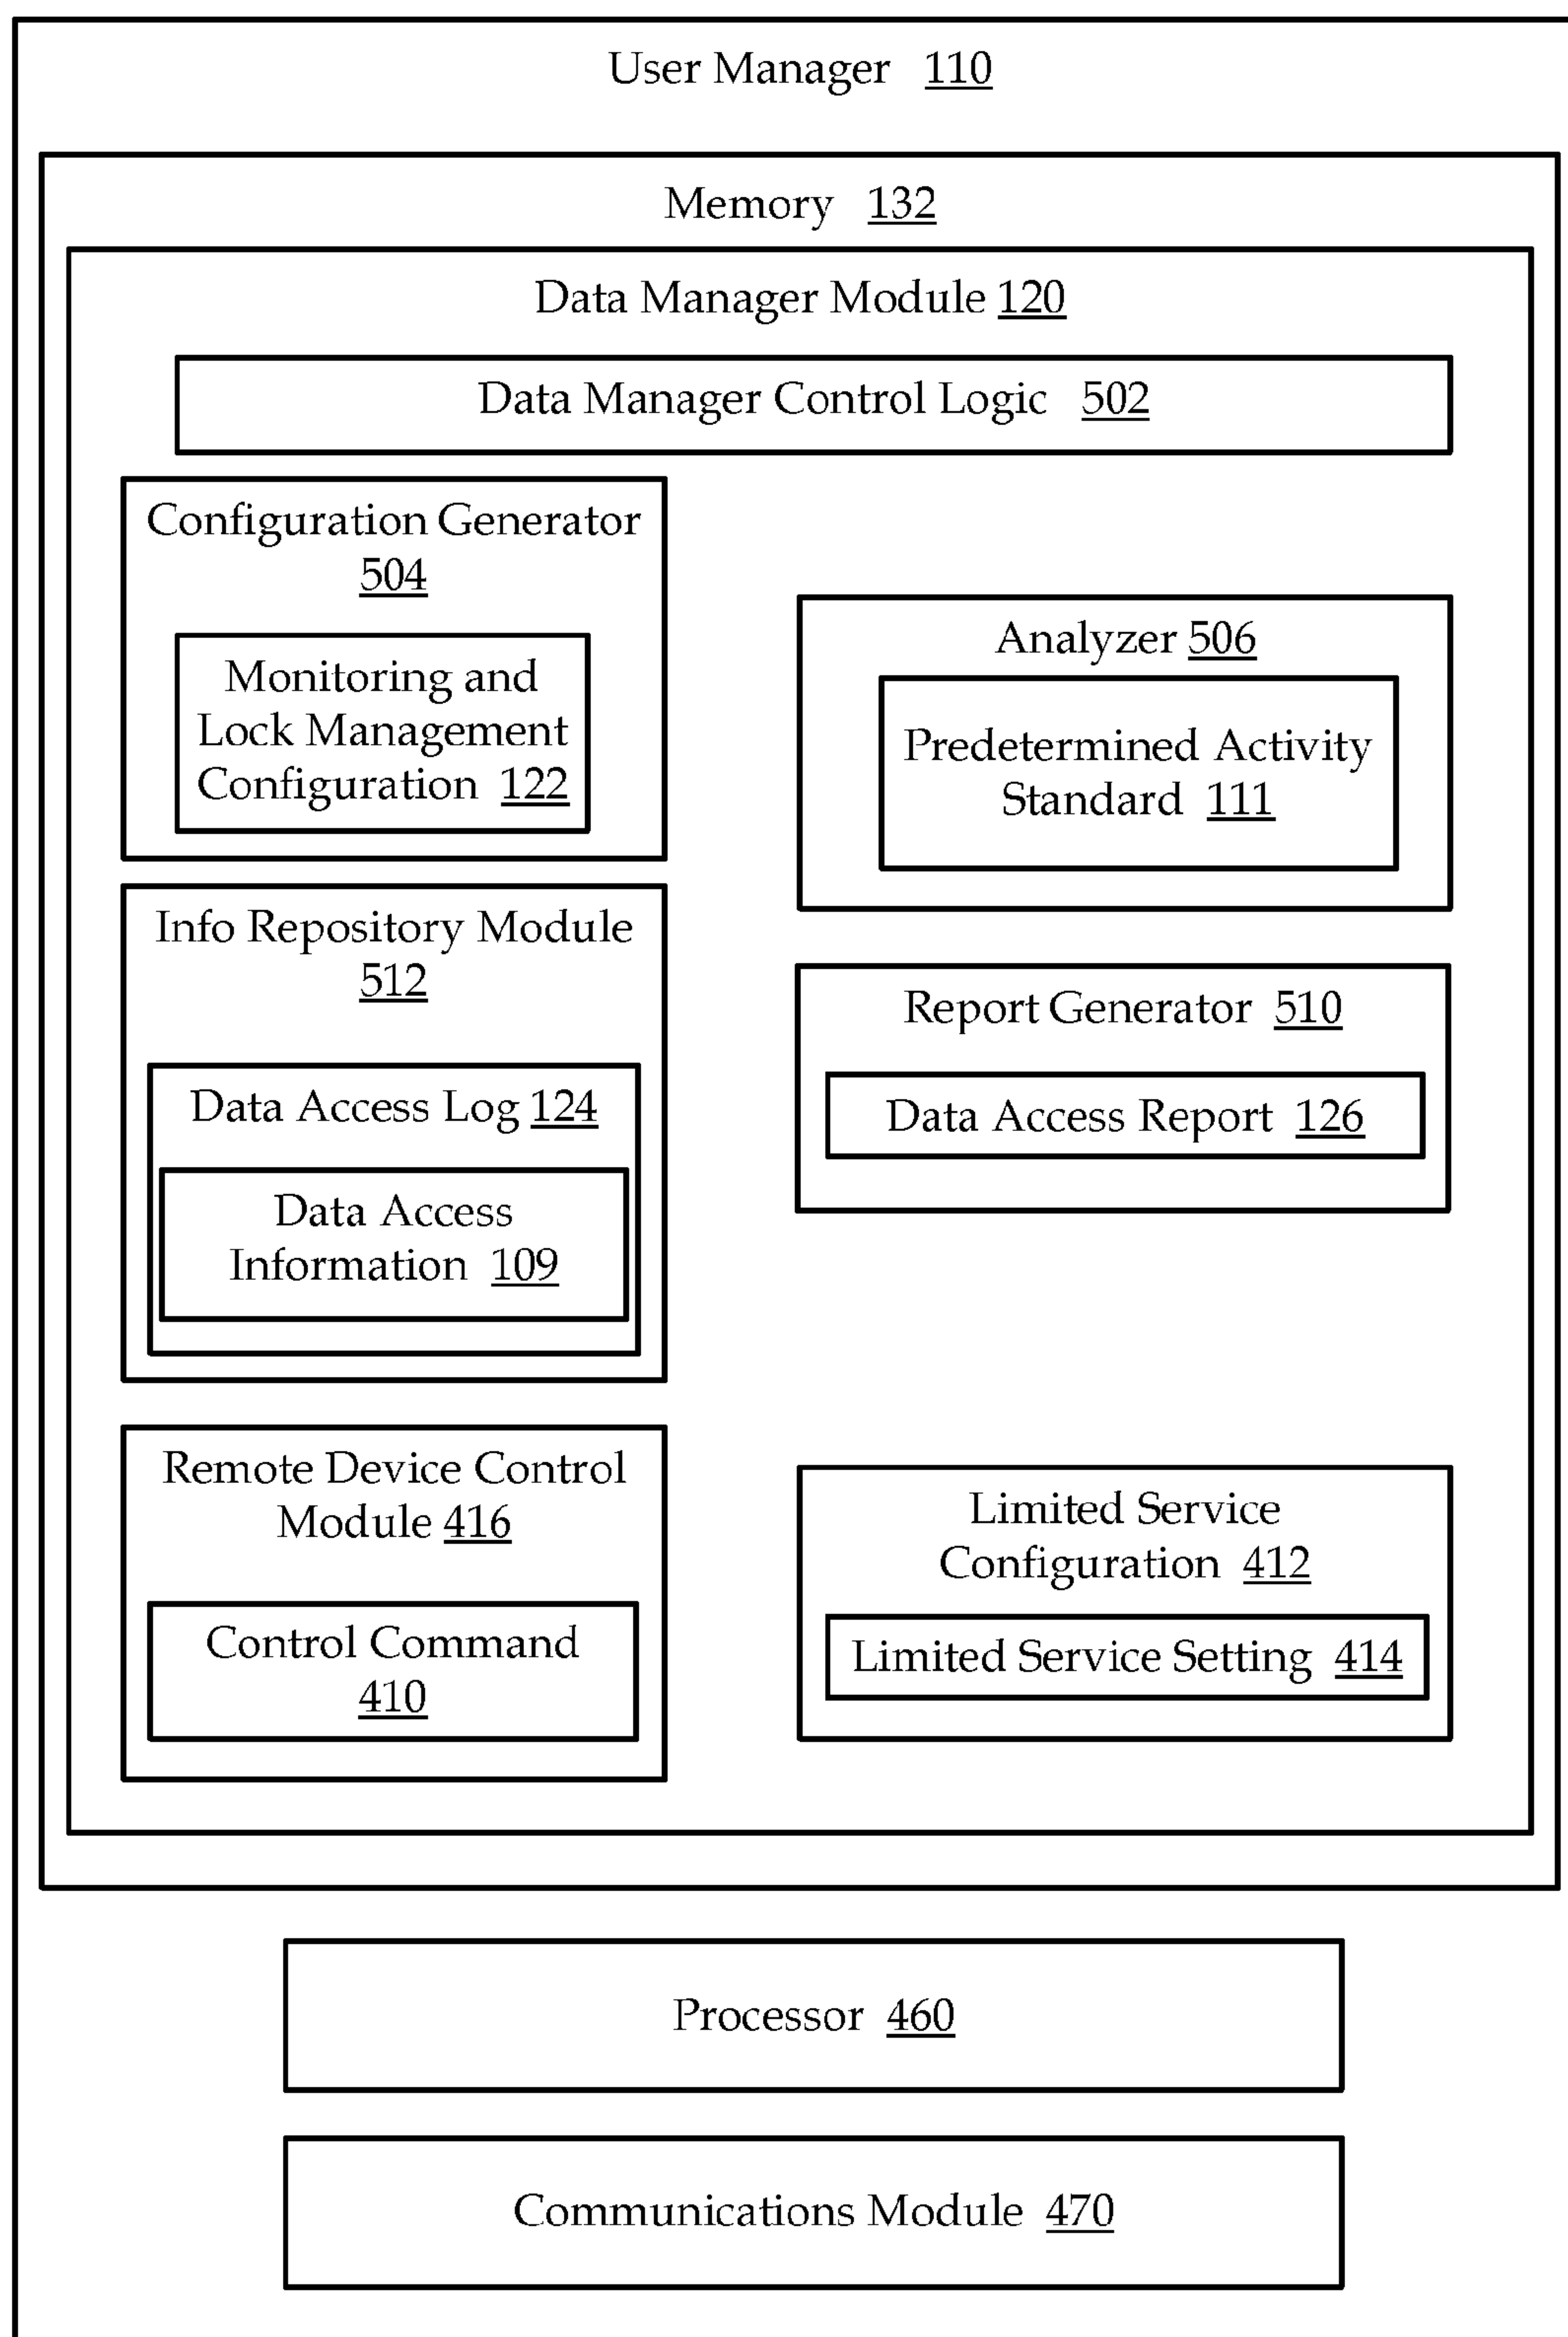 User Manager 110
Memory 132
Data Manager Module 120
Data Manager Control Logic 502
Configuration Generator
504
Monitoring and
Lock Management
Configuration 122
Analyzer 506
Predetermined Activity
Standard 111
Info Repository Module
512
Data Access Log 124
Data Access
Information 109
Report Generator 510
Data Access Report 126
Remote Device Control
Module 416
Control Command
410
Limited Service
Configuration 412
Limited Service Setting 414
Processor 460
Communications Module 470